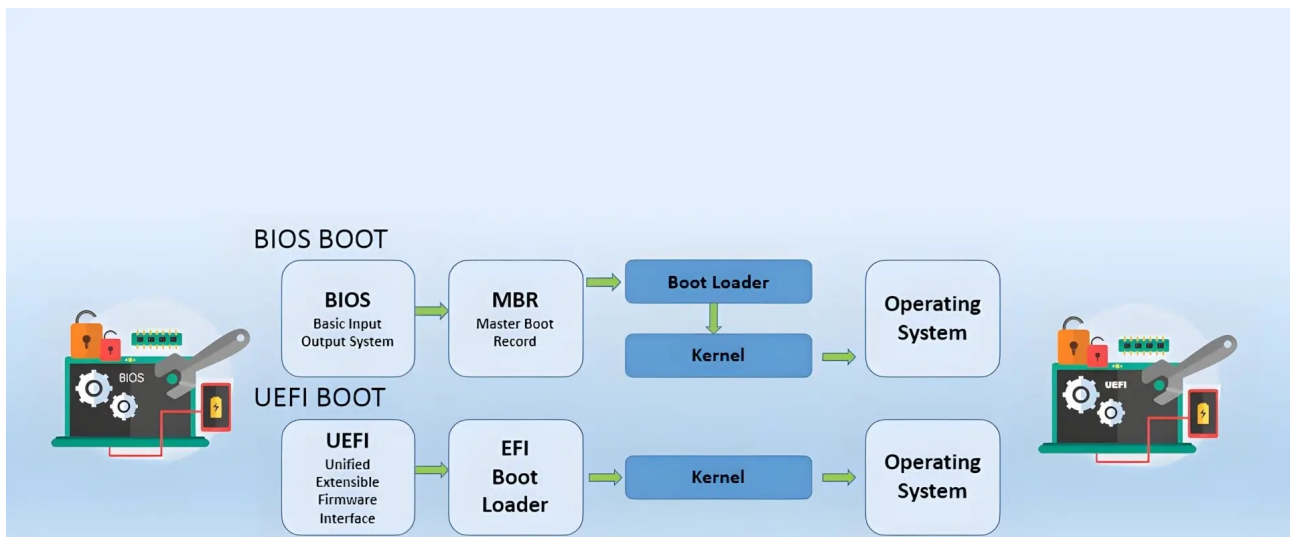 BIOS BOOT
BIOS
Basic Input
Output System
MBR
Master Boot
Record
Boot Loader
Kernel
Operating
System
BIOS
UEFI
UEFI BOOT
UEFI
Unified
Extensible
Firmware
Interface
EFI
Boot
Loader
Kernel
Operating
System